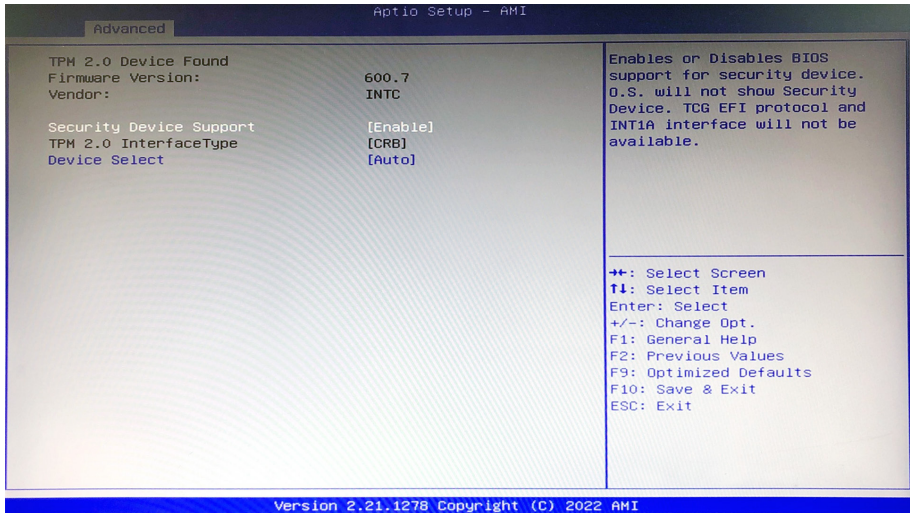 Aptio Setup – AMI
Advanced
TPM 2.0 Device Found
Firmware Version: 600.7
Vendor: INTC
Security Device Support [Enable]
TPM 2.0 InterfaceType [CRB]
Device Select [Auto]
Enables or Disables BIOS
support for security device.
O.S. will not show Security
Device. TCG EFI protocol and
INT1A interface will not be
available.
→←: Select Screen
↑↓: Select Item
Enter: Select
+/-: Change Opt.
F1: General Help
F2: Previous Values
F9: Optimized Defaults
F10: Save & Exit
ESC: Exit
Version 2.21.1278 Copyright (C) 2022 AMI